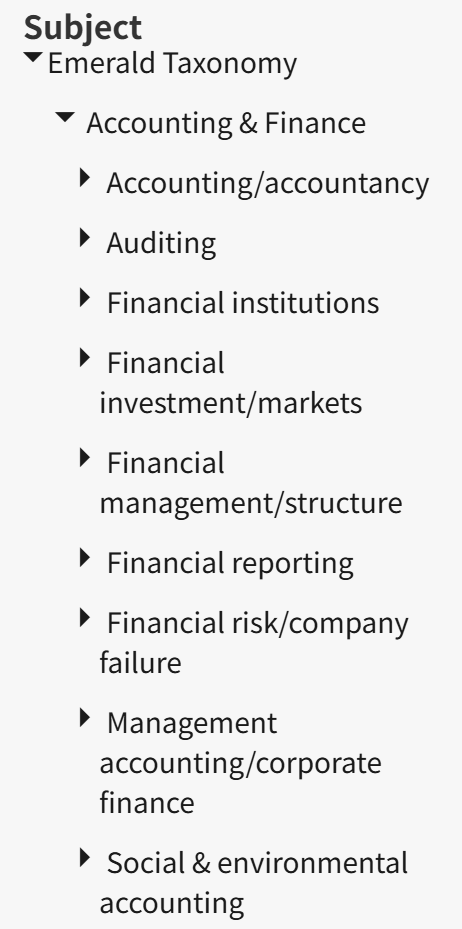 Subject
Emerald Taxonomy
Accounting & Finance
Accounting/accountancy
Auditing
Financial institutions
Financial
investment/markets
Financial
management/structure
Financial reporting
Financial risk/company
failure
Management
accounting/corporate
finance
Social & environmental
accounting